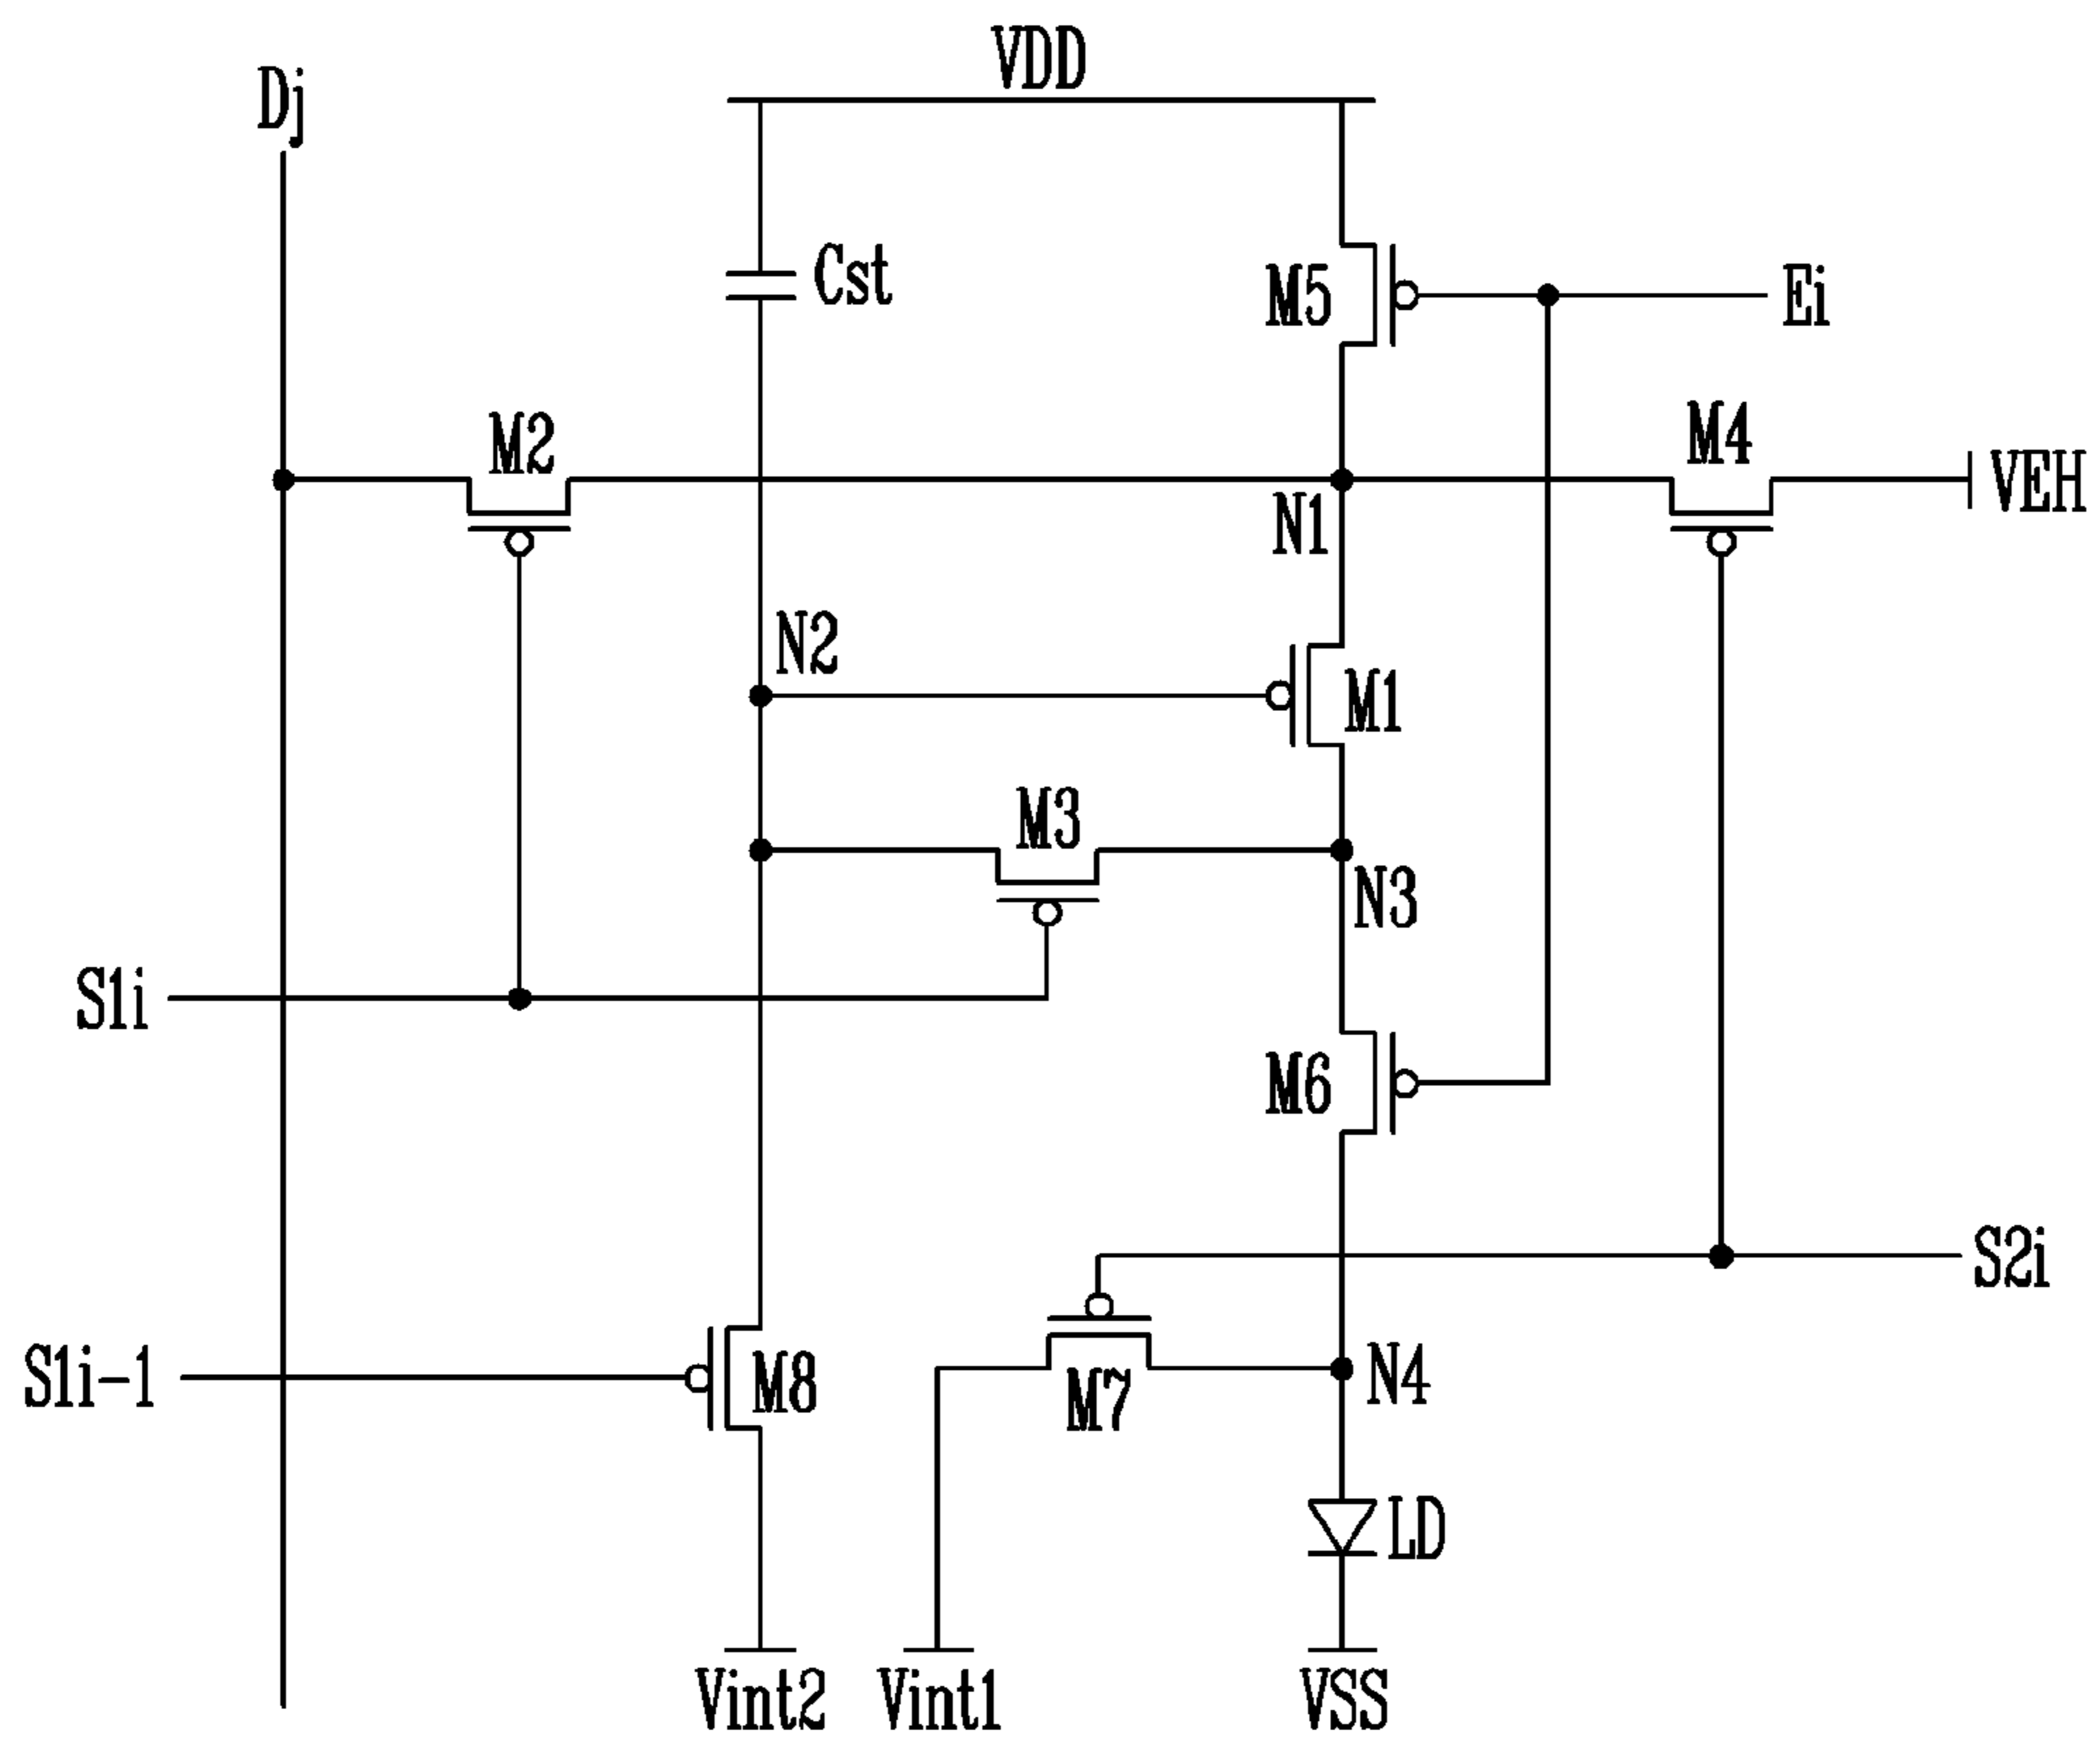 VDD
Dj
Cst
M5
Ei
M2
M4
VEH
N1
N2
M1
M3
N3
S1i
M6
S2i
S1i-1
M8
M7
N4
LD
Vint2
Vint1
VSS